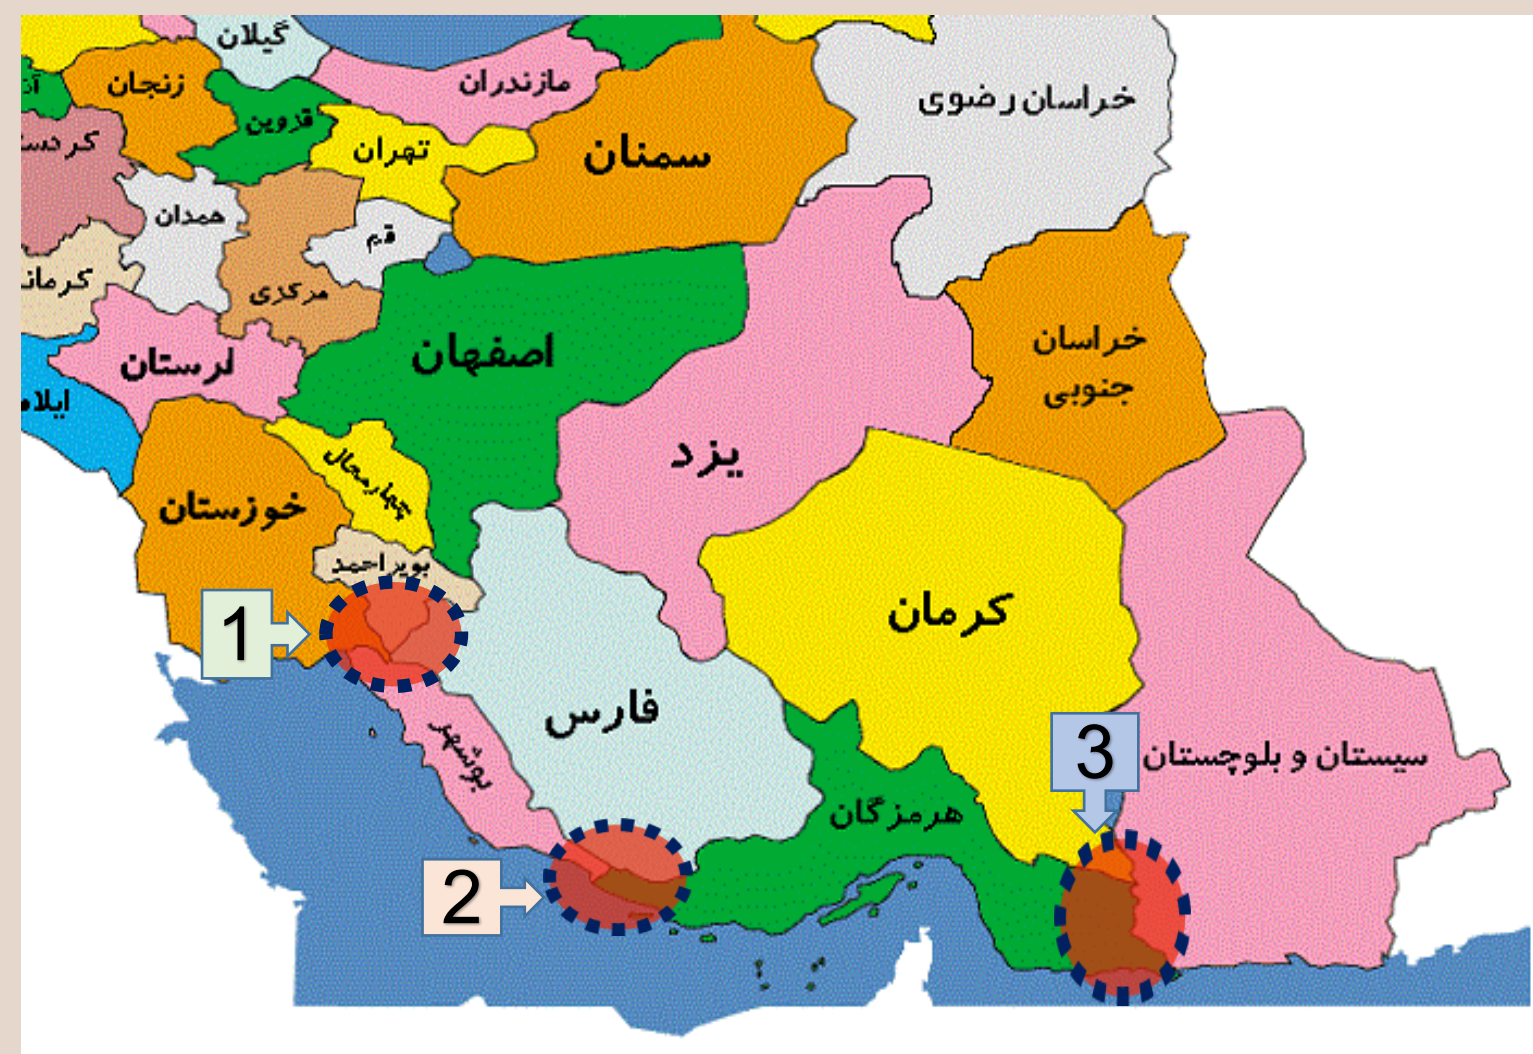 گیلان
زنجان
مازندران
خراسان رضوی
قزوین
تهران
سمنان
همدان
قم
مرکزی
لرستان
اصفهان
خراسان
جنوبی
یزد
چهارمحال
خوزستان
بویراحمد
کرمان
1
فارس
بوشهر
3
سیستان و بلوچستان
هرمزگان
2